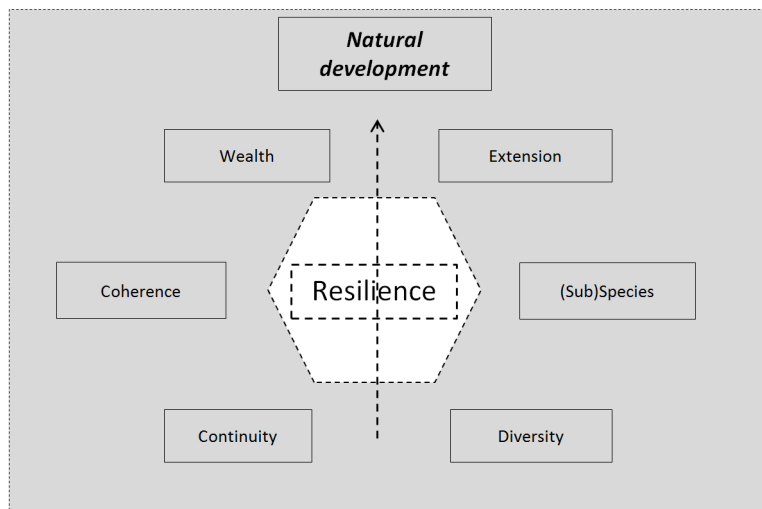 Natural
development
Wealth
Extension
Coherence
Resilience
(Sub)Species
Continuity
Diversity